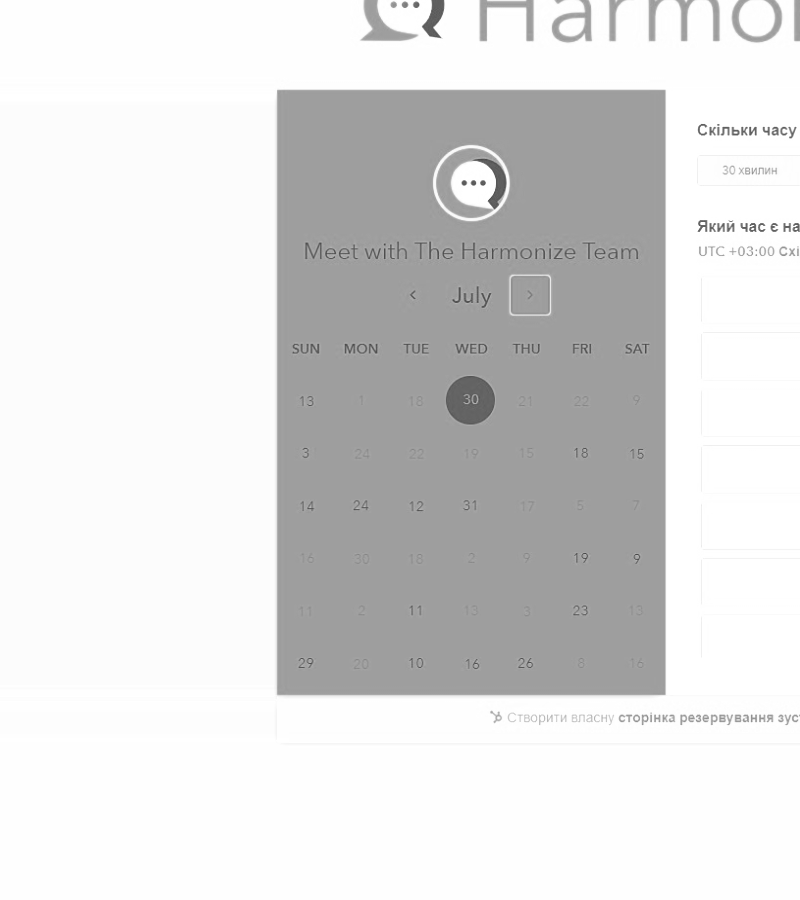 Harmo
Meet with The Harmonize Team
July
SUN MON TUE WED THU FRI SAT
13 1 18 30 21 22 9
3 24 22 19 15 18 15
14 24 12 31 17 5 7
16 30 18 2 9 19 9
11 2 11 13 3 23 13
29 20 10 16 26 8 16
Скільки часу
30 хвилин
Який час є на
UTC +03:00 Схі
Створити власну сторінка резервування зус